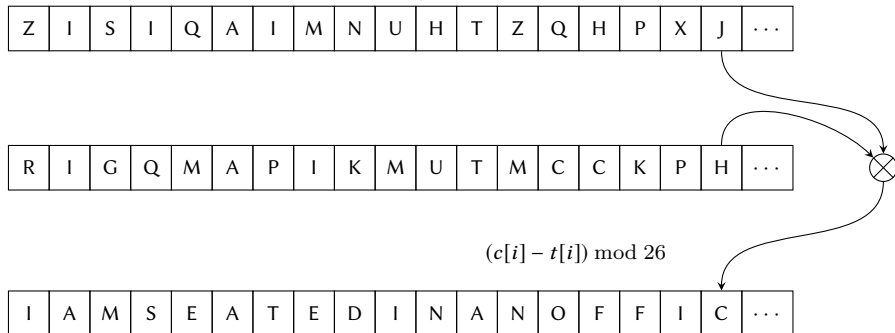 Z I S I Q A I M N U H T Z Q H P X J ···
R I G Q M A P I K M U T M C C K P H ···
(c[i] – t[i]) mod 26
I A M S E A T E D I N A N O F F I C ···